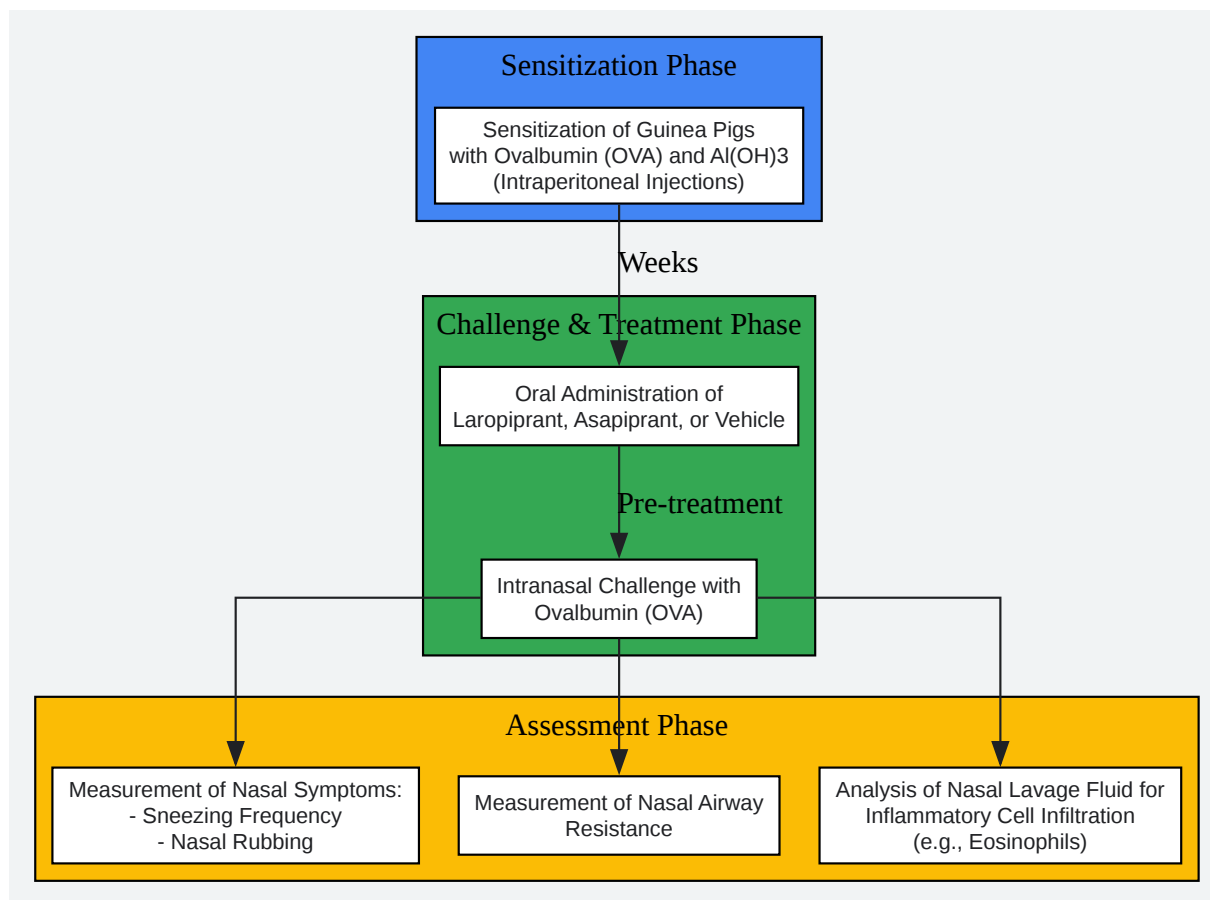 Sensitization Phase
Sensitization of Guinea Pigs
with Ovalbumin (OVA) and Al(OH)3
(Intraperitoneal Injections)
Weeks
Challenge & Treatment Phase
Oral Administration of
Laropiprant, Asapiprant, or Vehicle
Pre-treatment
Intranasal Challenge with
Ovalbumin (OVA)
Assessment Phase
Measurement of Nasal Symptoms:
- Sneezing Frequency
- Nasal Rubbing
Measurement of Nasal Airway
Resistance
Analysis of Nasal Lavage Fluid for
Inflammatory Cell Infiltration
(e.g., Eosinophils)